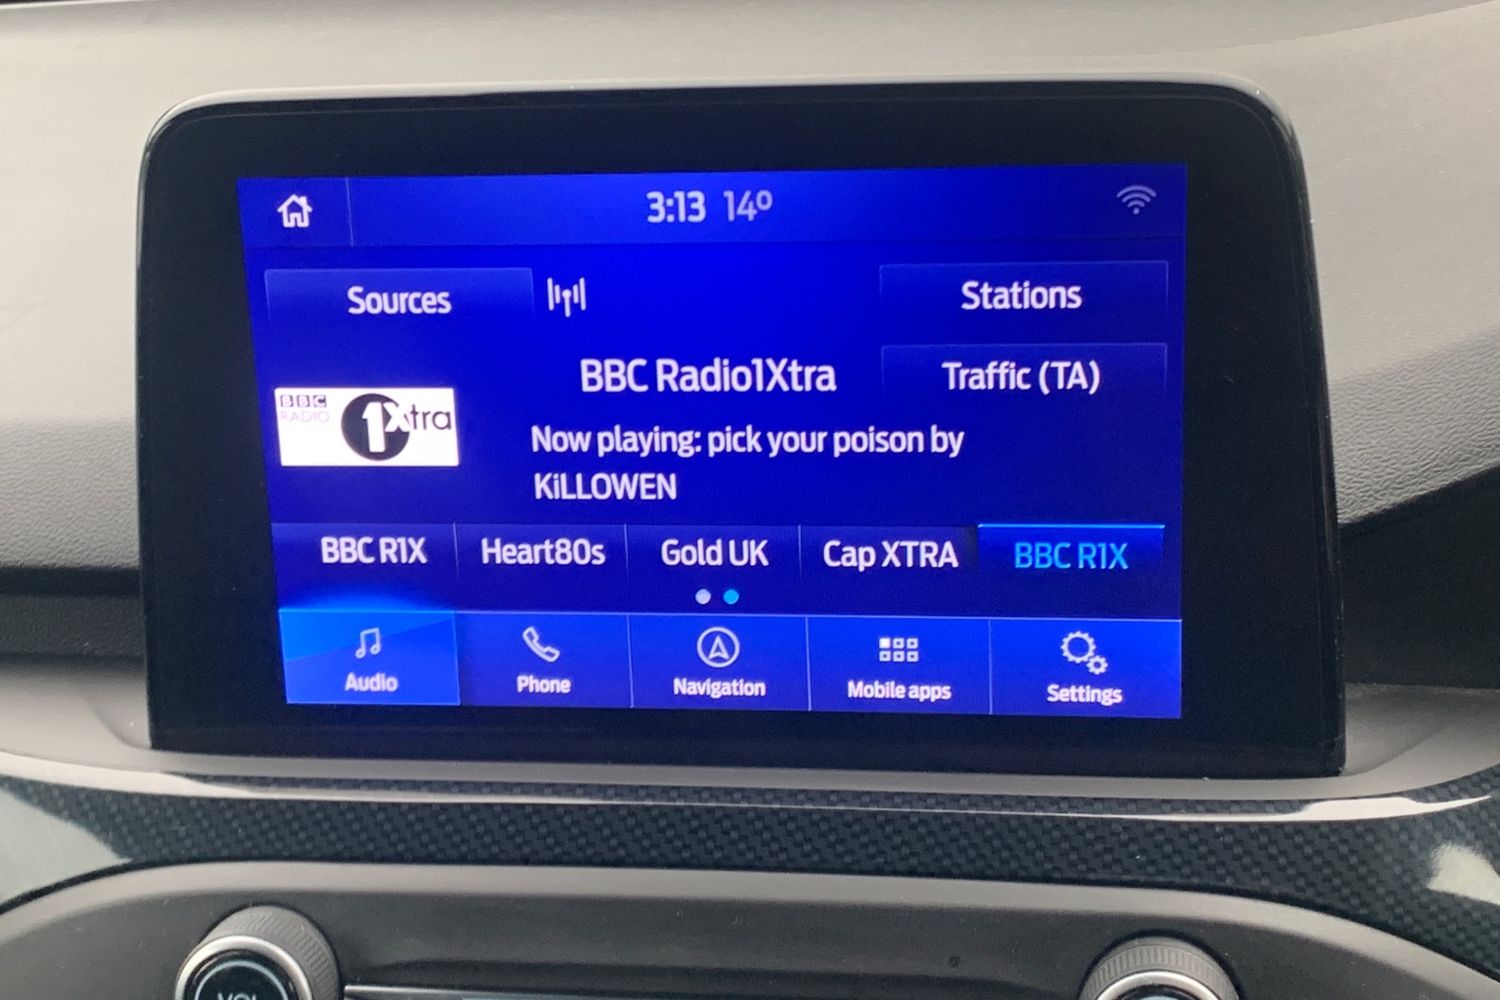 3:13 14°
Sources
Stations
BBC Radio1Xtra
Traffic (TA)
BBC
RADIO
1Xtra
Now playing: pick your poison by
KiLLOWEN
BBC R1X
Heart80s
Gold UK
Cap XTRA
BBC R1X
Audio
Phone
Navigation
Mobile apps
Settings
VOL